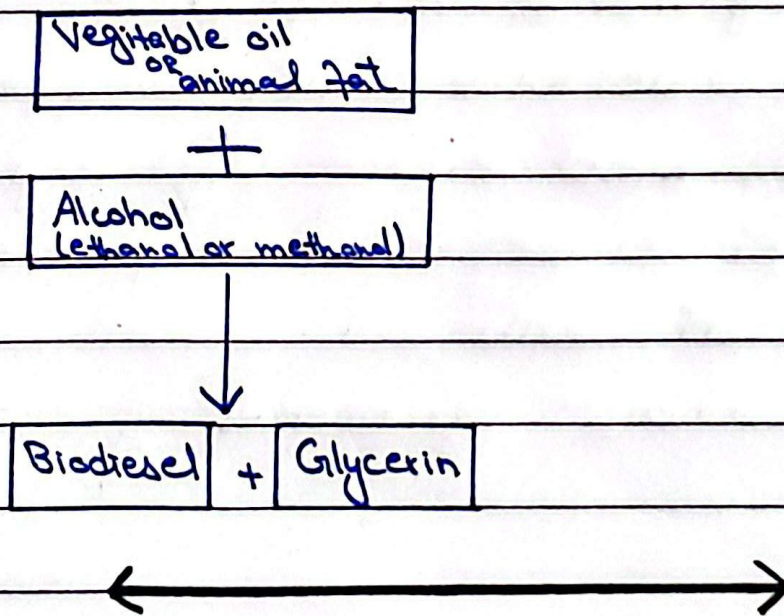 Vegitable oil
or
animal fat
+
Alcohol
(ethanol or methanol)
Biodiesel + Glycerin